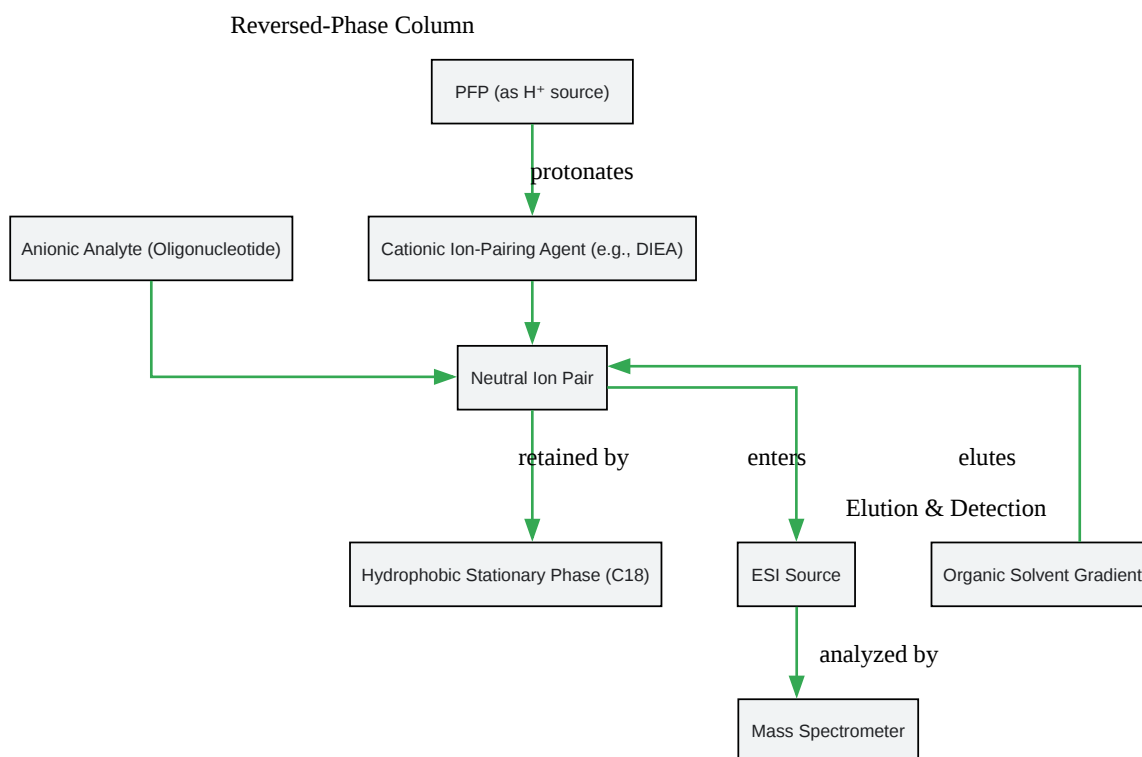 Reversed-Phase Column
PFP (as H⁺ source)
protonates
Anionic Analyte (Oligonucleotide)
Cationic Ion-Pairing Agent (e.g., DIEA)
Neutral Ion Pair
retained by
enters
elutes
Elution & Detection
Hydrophobic Stationary Phase (C18)
ESI Source
Organic Solvent Gradient
analyzed by
Mass Spectrometer